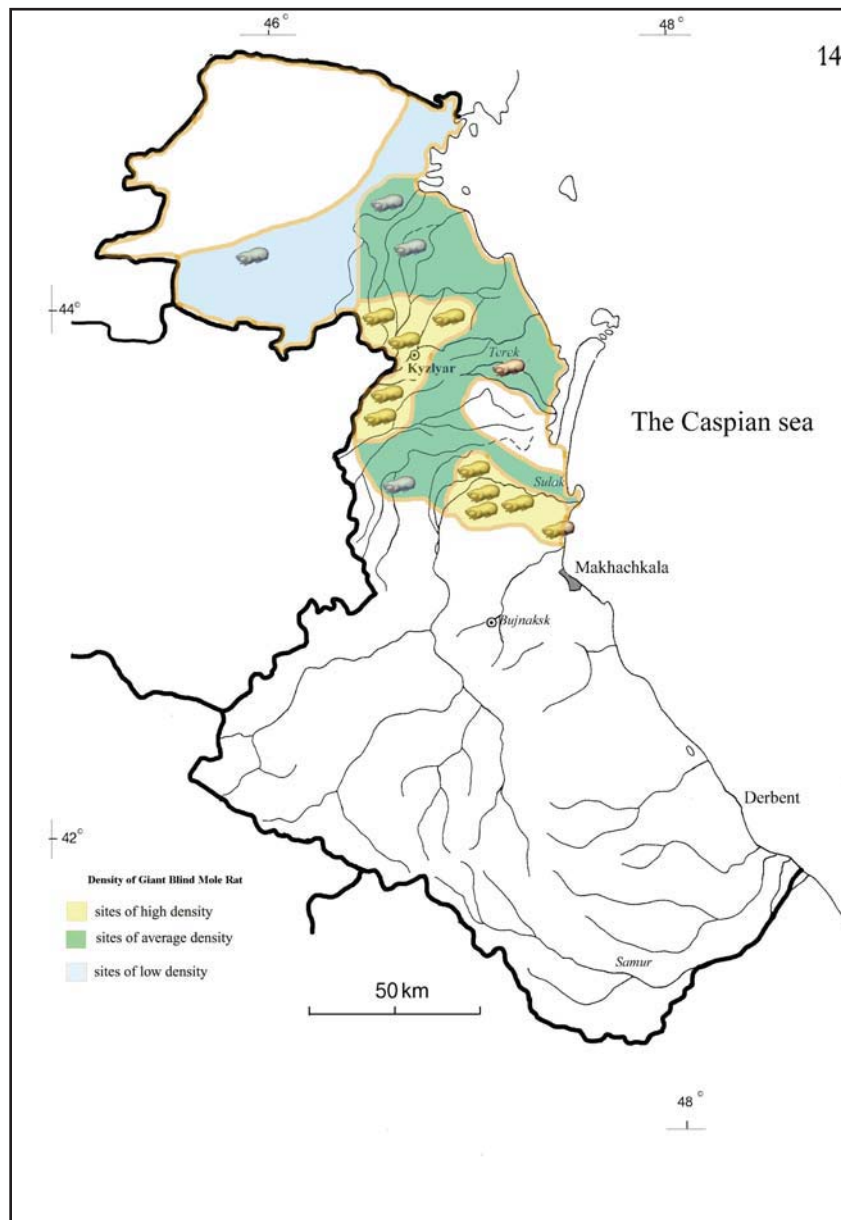 46 c
48 c
14
44 c
Terek
Kyzlyar
The Caspian sea
Sulak
Makhachkala
Bujnaksk
Derbent
42 c
Density of Giant Blind Mole Rat
sites of high density
sites of average density
sites of low density
Samur
50 km
48 c